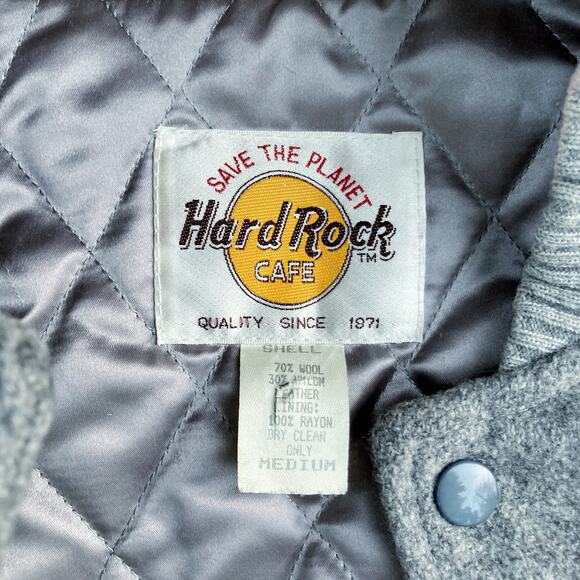 SAVE THE PLANET
Hard Rock
TM
CAFE
QUALITY SINCE 1971
SHELL
70% WOOL
30%
LEATHER
LINING:
100% RAYON
DRY CLEAN
ONLY
MEDIUM